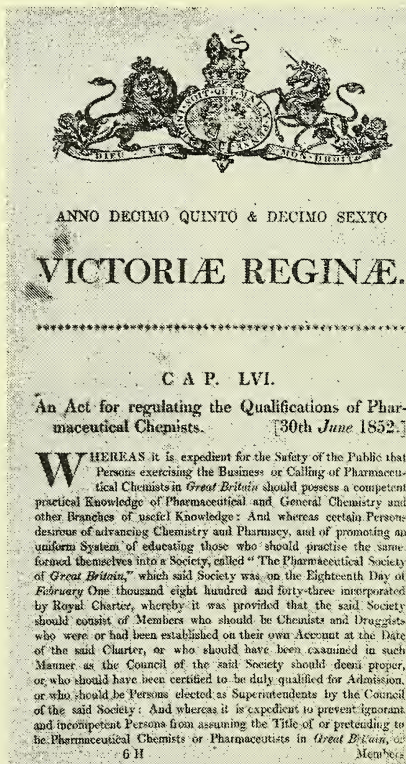 DIEU ET MON DROIT
ANNO DECIMO QUINTO & DECIMO SEXTO
VICTORIÆ REGINÆ.
CAP. LVI.
An Act for regulating the Qualifications of Phar-
maceutical Chemists. [30th June 1852.]
WHEREAS it is expedient for the Safety of the Public that
Persons exercising the Business or Calling of Pharmaceu-
tical Chemists in Great Britain should possess a competent
practical Knowledge of Pharmaceutical and General Chemistry and
other Branches of useful Knowledge: And whereas certain Persons
desirous of advancing Chemistry and Pharmacy, and of promoting an
uniform System of educating those who should practise the same
formed themselves into a Society, called "The Pharmaceutical Society
of Great Britain," which said Society was on the Eighteenth Day of
February One thousand eight hundred and forty-three incorporated
by Royal Charter, whereby it was provided that the said Society
should consist of Members who should be Chemists and Druggists
who were or had been established on their own Account at the Date
of the said Charter, or who should have been examined in such
Manner as the Council of the said Society should deem proper,
or who should have been certified to be duly qualified for Admission,
or who should be Persons elected as Superintendents by the Council
of the said Society: And whereas it is expedient to prevent ignorant
and incompetent Persons from assuming the Title of or pretending to
be Pharmaceutical Chemists or Pharmaceutists in Great Britain, or
6 H Members